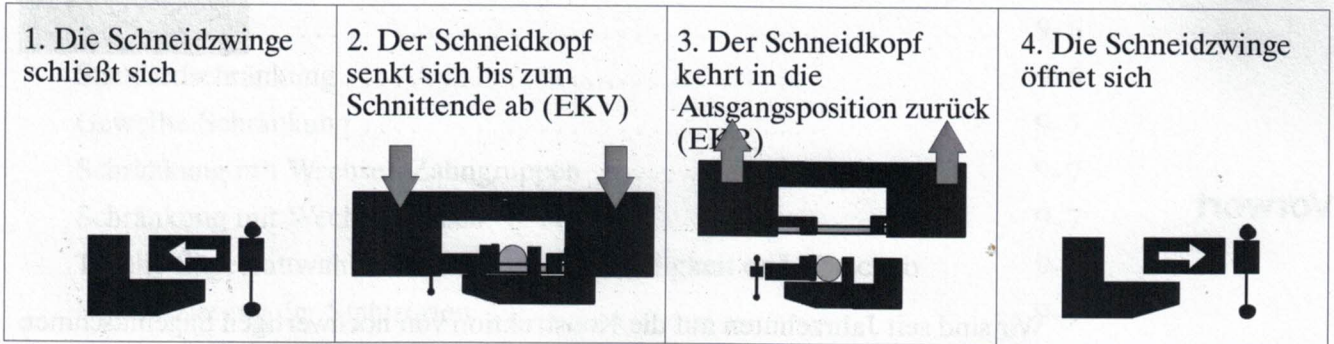 1. Die Schneidzwinge
schließt sich
2. Der Schneidkopf
senkt sich bis zum
Schnittende ab (EKV)
3. Der Schneidkopf
kehrt in die
Ausgangsposition zurück
(EKR)
4. Die Schneidzwinge
öffnet sich